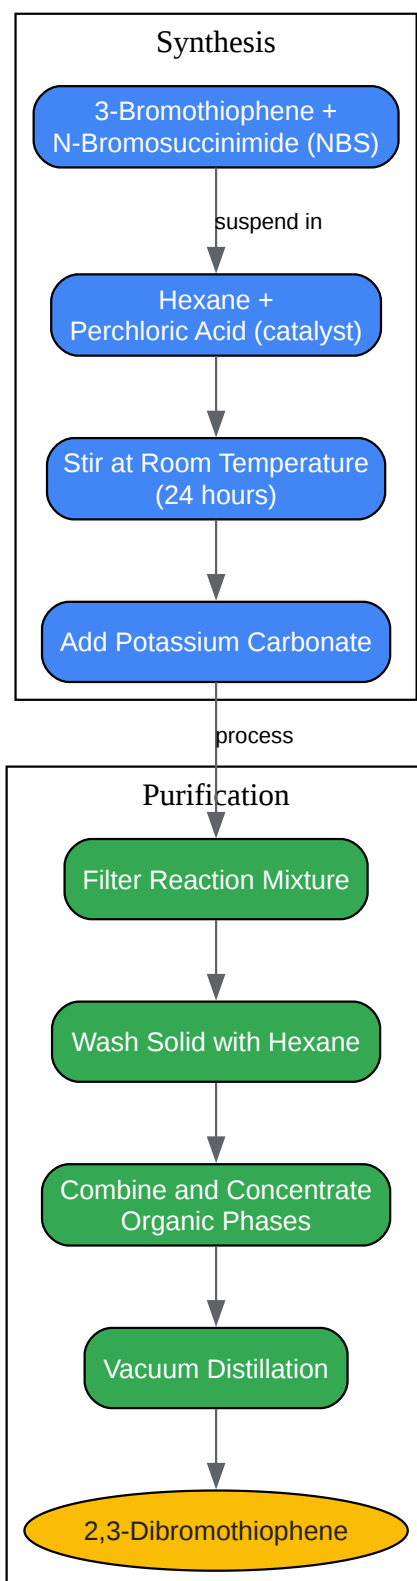 Synthesis
3-Bromothiophene +
N-Bromosuccinimide (NBS)
suspend in
Hexane +
Perchloric Acid (catalyst)
Stir at Room Temperature
(24 hours)
Add Potassium Carbonate
process
Purification
Filter Reaction Mixture
Wash Solid with Hexane
Combine and Concentrate
Organic Phases
Vacuum Distillation
2,3-Dibromothiophene